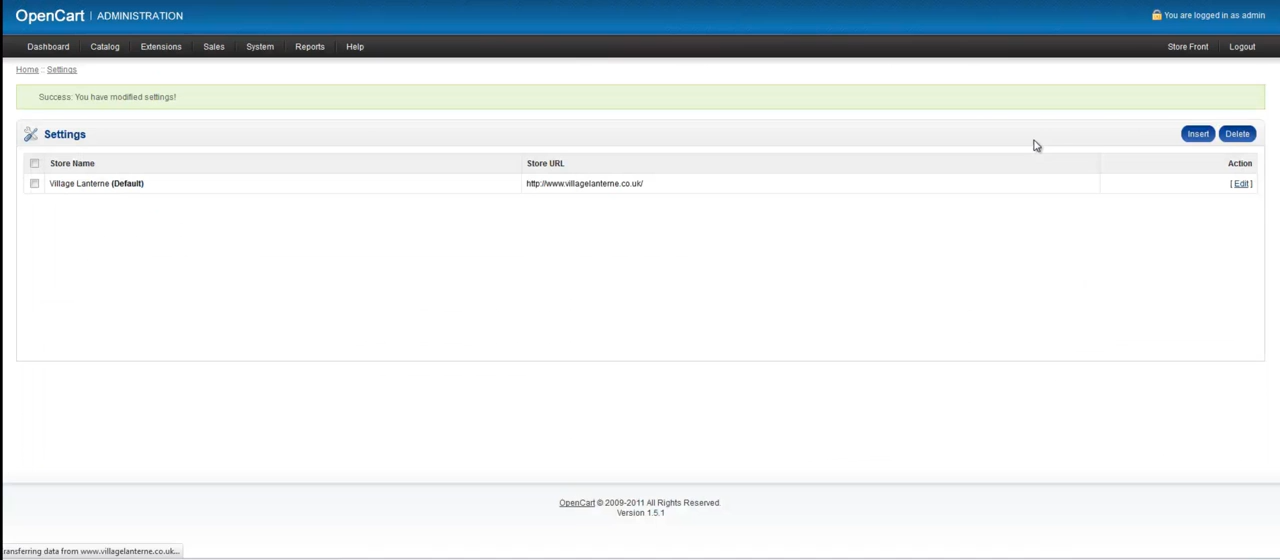 OpenCart | ADMINISTRATION
You are logged in as admin
Dashboard Catalog Extensions Sales System Reports Help Store Front Logout
Home :: Settings
Success: You have modified settings!
Settings Insert Delete
Store Name Store URL Action
Village Lanterne (Default) http://www.villagelanterne.co.uk/ [ Edit ]
OpenCart © 2009-2011 All Rights Reserved.
Version 1.5.1
ransferring data from www.villagelanterne.co.uk...